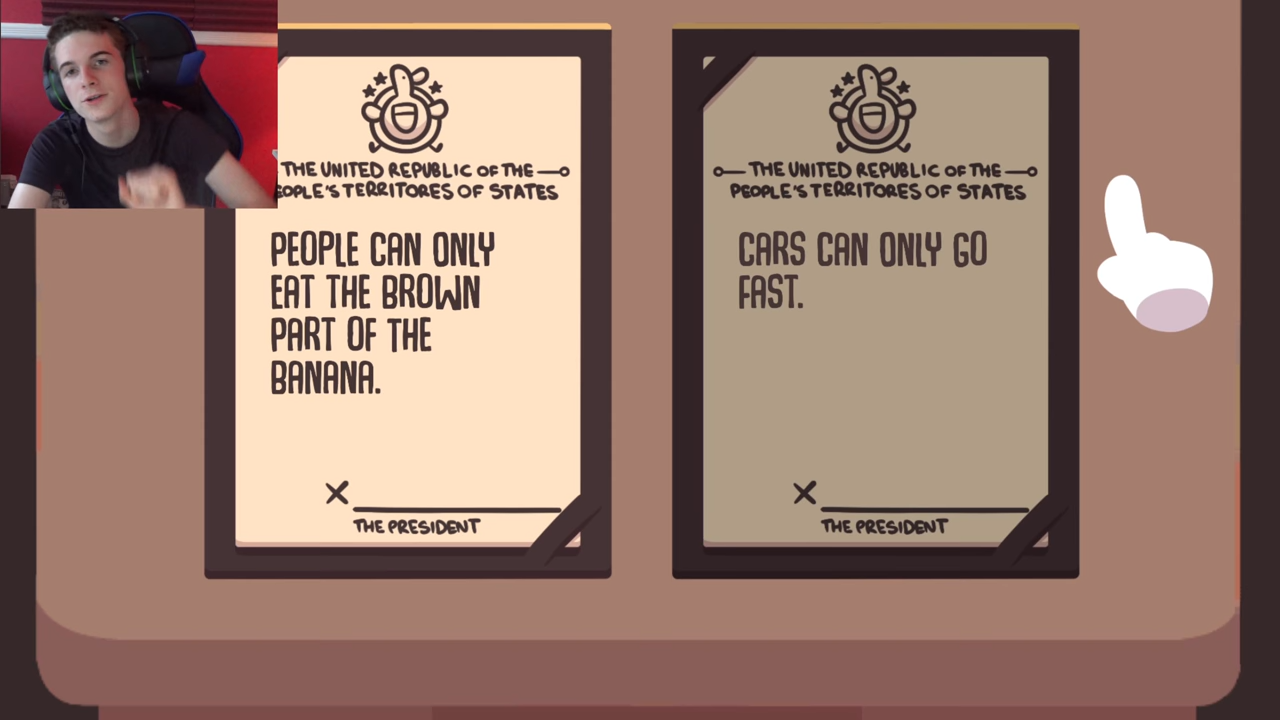 THE UNITED REPUBLIC OF THE
PEOPLE'S TERRITORES OF STATES
PEOPLE CAN ONLY
EAT THE BROWN
PART OF THE
BANANA.
X
THE PRESIDENT
THE UNITED REPUBLIC OF THE
PEOPLE'S TERRITORES OF STATES
CARS CAN ONLY GO
FAST.
X
THE PRESIDENT